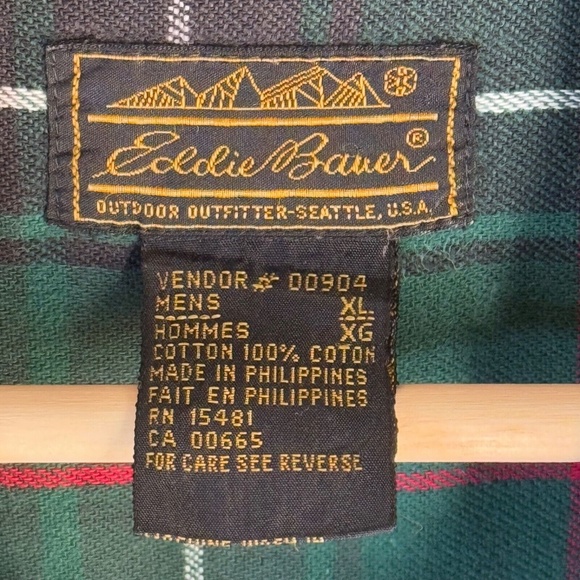 Eddie Bauer®
OUTDOOR OUTFITTER-SEATTLE, U.S.A.
VENDOR # 00904
MENS XL
HOMMES XG
COTTON 100% COTON
MADE IN PHILIPPINES
FAIT EN PHILIPPINES
RN 15481
CA 00665
FOR CARE SEE REVERSE